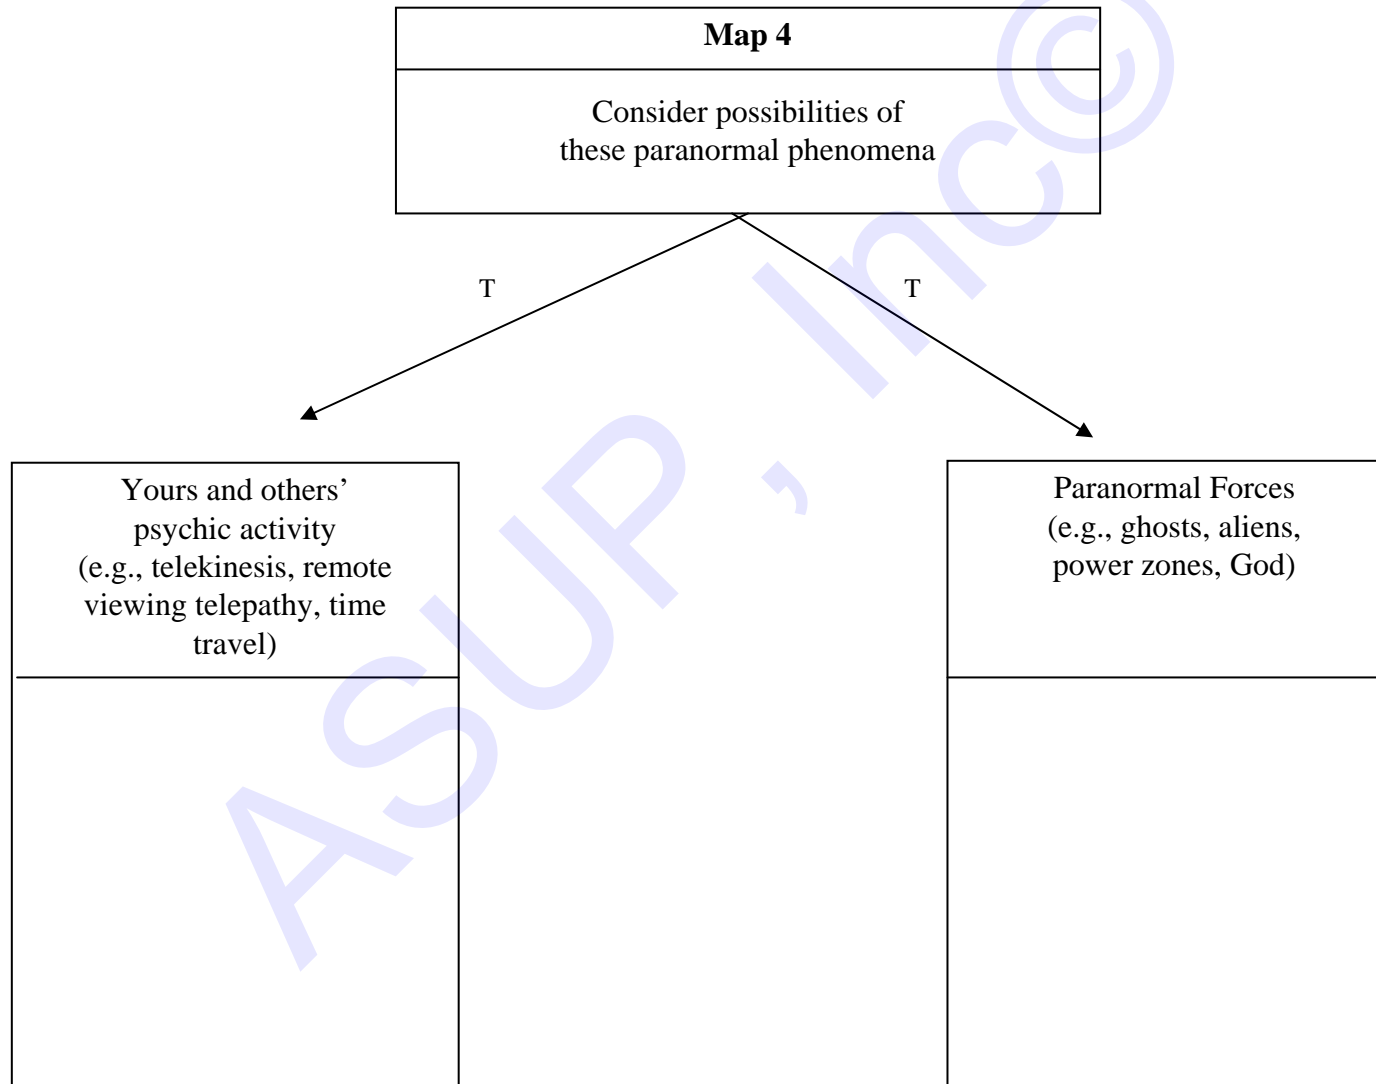 Map 4
Consider possibilities of
these paranormal phenomena
T
T
Yours and others’
psychic activity
(e.g., telekinesis, remote
viewing telepathy, time
travel)
Paranormal Forces
(e.g., ghosts, aliens,
power zones, God)
ASUP, Inc©